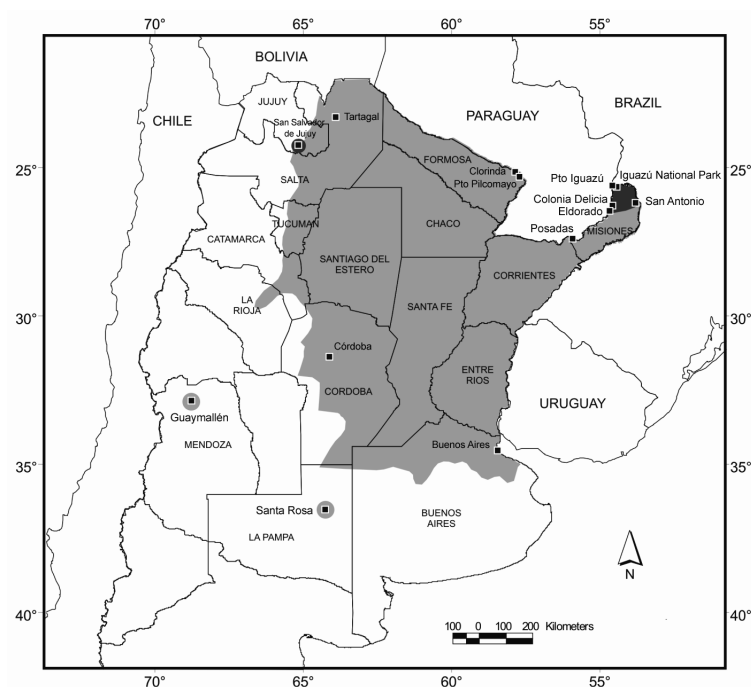 70° 65° 60° 55°
BOLIVIA
CHILE
JUJUY
San Salvador
de Jujuy
Tartagal
PARAGUAY
BRAZIL
25°
25°
FORMOSA
Clorinda
Pto Pilcomayo
Pto Iguazú
Iguazú National Park
SALTA
Colonia Delicia
Eldorado
San Antonio
TUCUMAN
CHACO
Posadas
MISIONES
CATAMARCA
SANTIAGO DEL
ESTERO
CORRIENTES
LA
RIOJA
SANTA FE
30°
30°
Córdoba
ENTRE
RIOS
CORDOBA
URUGUAY
Guaymallén
MENDOZA
Buenos Aires
35°
35°
Santa Rosa
BUENOS
AIRES
LA PAMPA
N
40°
40°
100 0 100 200 Kilometers
70° 65° 60° 55°